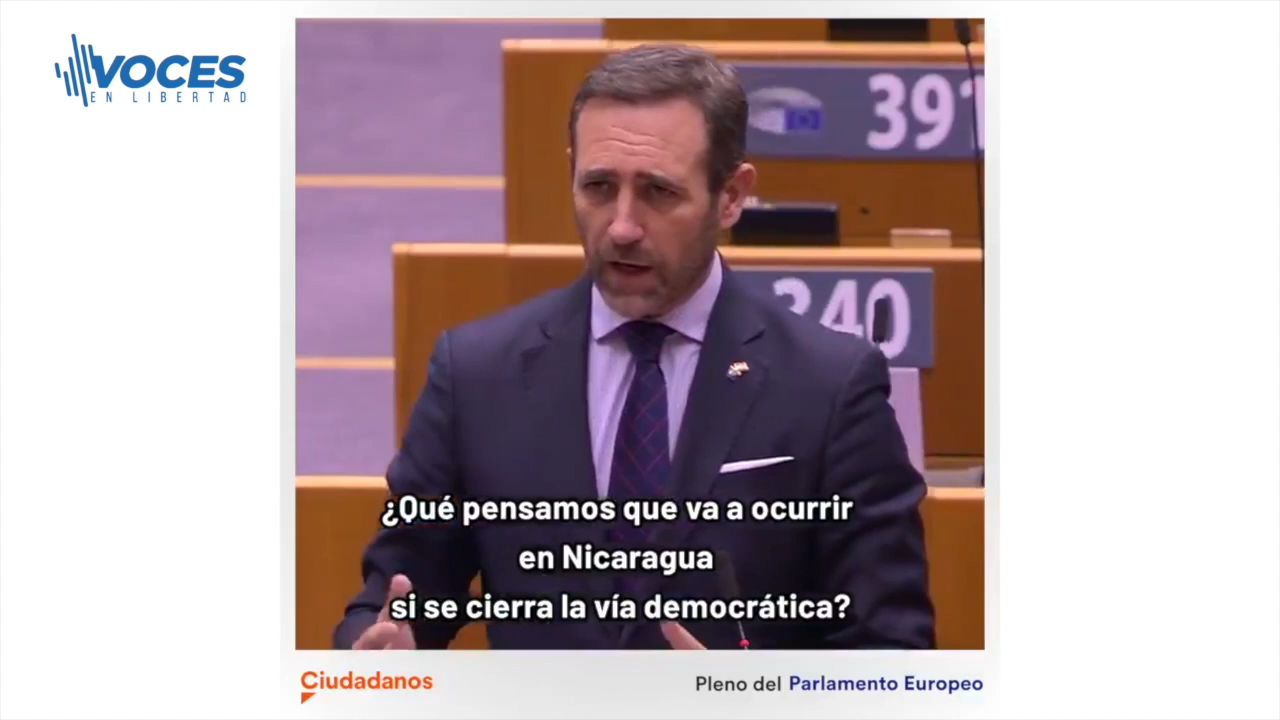 VOCES
EN LIBERTAD
391
340
¿Qué pensamos que va a ocurrir
en Nicaragua
si se cierra la vía democrática?
Ciudadanos
Pleno del Parlamento Europeo